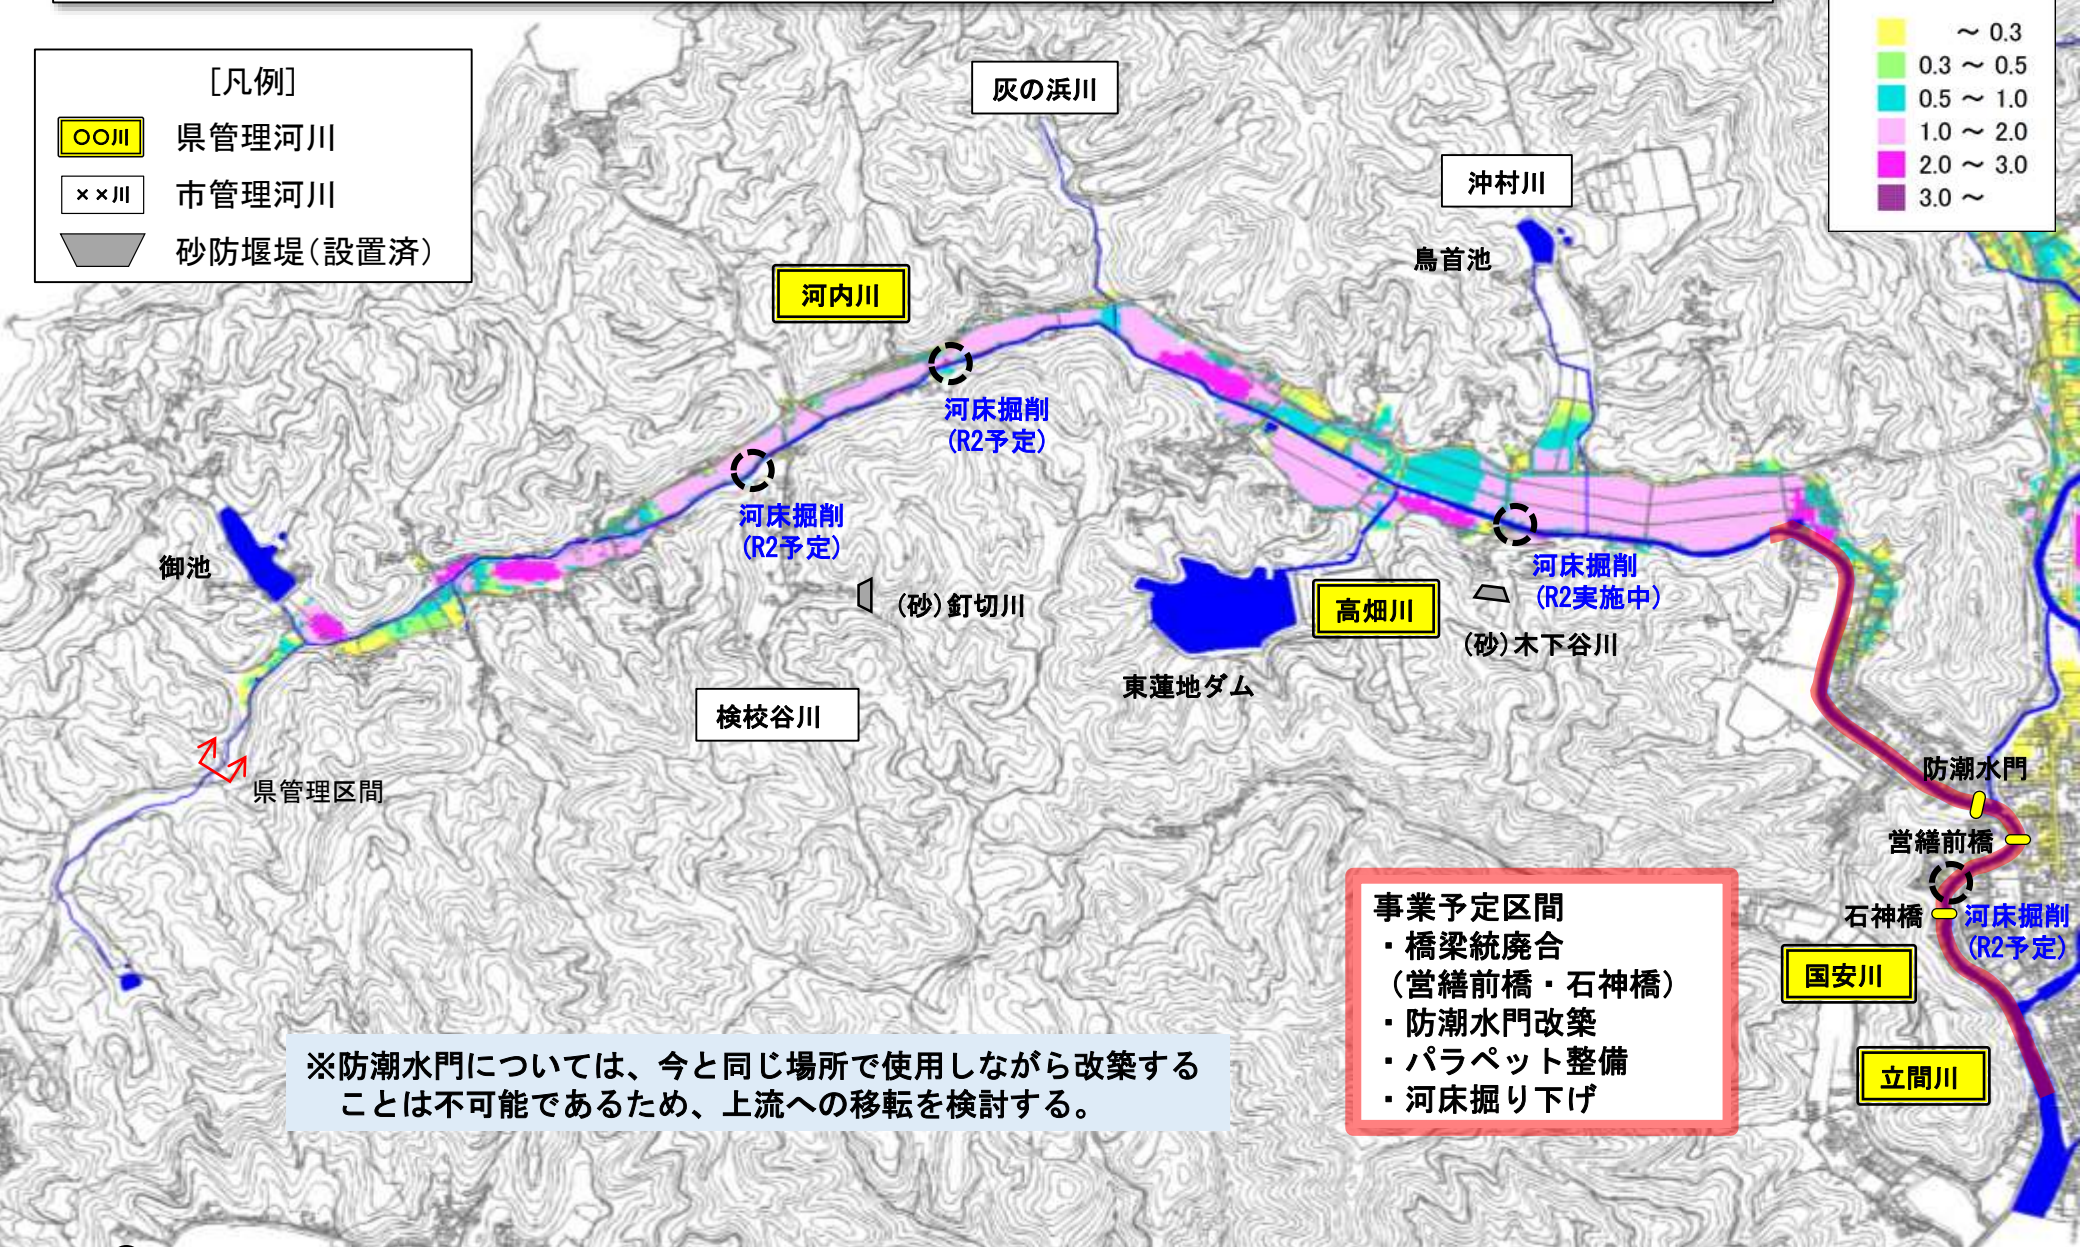 [凡例]
〇〇川 県管理河川
××川 市管理河川
砂防堰堤(設置済)
～ 0.3
0.3 ～ 0.5
0.5 ～ 1.0
1.0 ～ 2.0
2.0 ～ 3.0
3.0 ～
灰の浜川
沖村川
鳥首池
河内川
河床掘削
(R2予定)
河床掘削
(R2予定)
御池
(砂)釘切川
河床掘削
(R2実施中)
高畑川
(砂)木下谷川
東蓮地ダム
検校谷川
県管理区間
防潮水門
営繕前橋
石神橋
河床掘削
(R2予定)
国安川
立間川
事業予定区間
・橋梁統廃合
(営繕前橋・石神橋)
・防潮水門改築
・パラペット整備
・河床掘り下げ
※防潮水門については、今と同じ場所で使用しながら改築する
ことは不可能であるため、上流への移転を検討する。